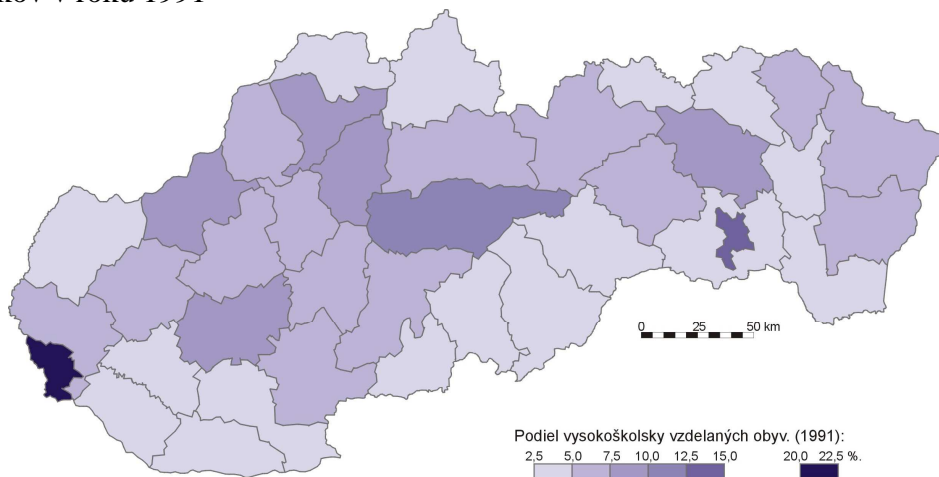 v roku 1991
0 25 50 km
Podiel vysokoškolsky vzdelaných obyv. (1991):
2,5 5,0 7,5 10,0 12,5 15,0 20,0 22,5 %.